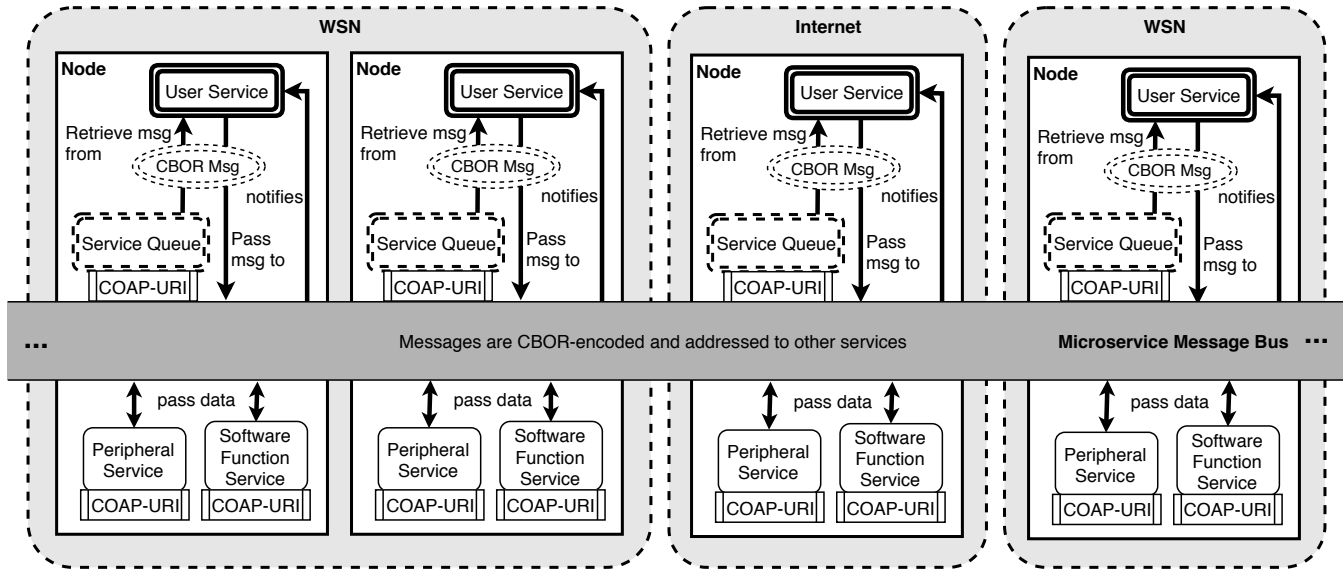 WSN
Internet
WSN
Node
Node
Node
Node
User Service
User Service
User Service
User Service
Retrieve msg
from
Retrieve msg
from
Retrieve msg
from
Retrieve msg
from
CBOR Msg
CBOR Msg
CBOR Msg
CBOR Msg
notifies
notifies
notifies
notifies
Service Queue
Service Queue
Service Queue
Service Queue
Pass
msg to
Pass
msg to
Pass
msg to
Pass
msg to
COAP-URI
COAP-URI
COAP-URI
COAP-URI
... Messages are CBOR-encoded and addressed to other services Microservice Message Bus ...
pass data
pass data
pass data
pass data
Peripheral
Service
Software
Function
Service
Peripheral
Service
Software
Function
Service
Peripheral
Service
Software
Function
Service
Peripheral
Service
Software
Function
Service
COAP-URI
COAP-URI
COAP-URI
COAP-URI
COAP-URI
COAP-URI
COAP-URI
COAP-URI